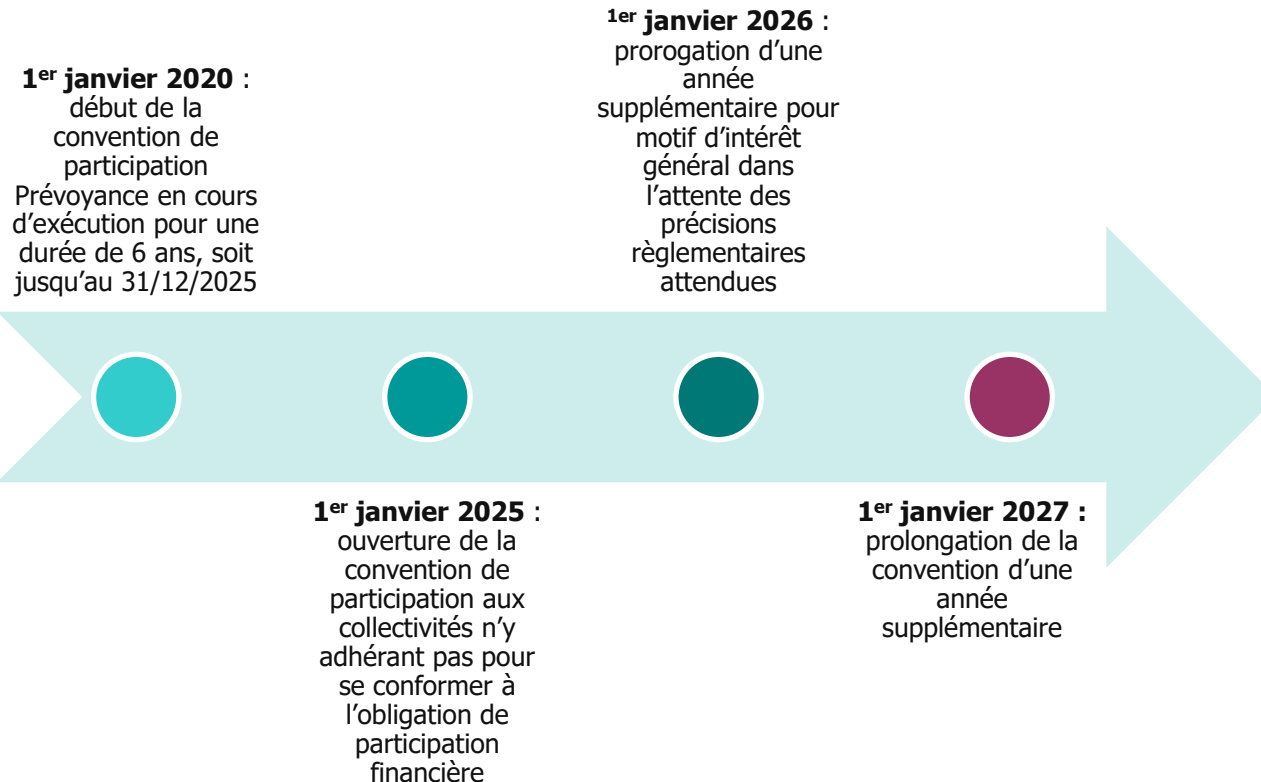 1er janvier 2020 :
début de la
convention de
participation
Prévoyance en cours
d’exécution pour une
durée de 6 ans, soit
jusqu’au 31/12/2025
1er janvier 2025 :
ouverture de la
convention de
participation aux
collectivités n’y
adhérant pas pour
se conformer à
l’obligation de
participation
financière
1er janvier 2026 :
prorogation d’une
année
supplémentaire pour
motif d’intérêt
général dans
l’attente des
précisions
règlementaires
attendues
1er janvier 2027 :
prolongation de la
convention d’une
année
supplémentaire